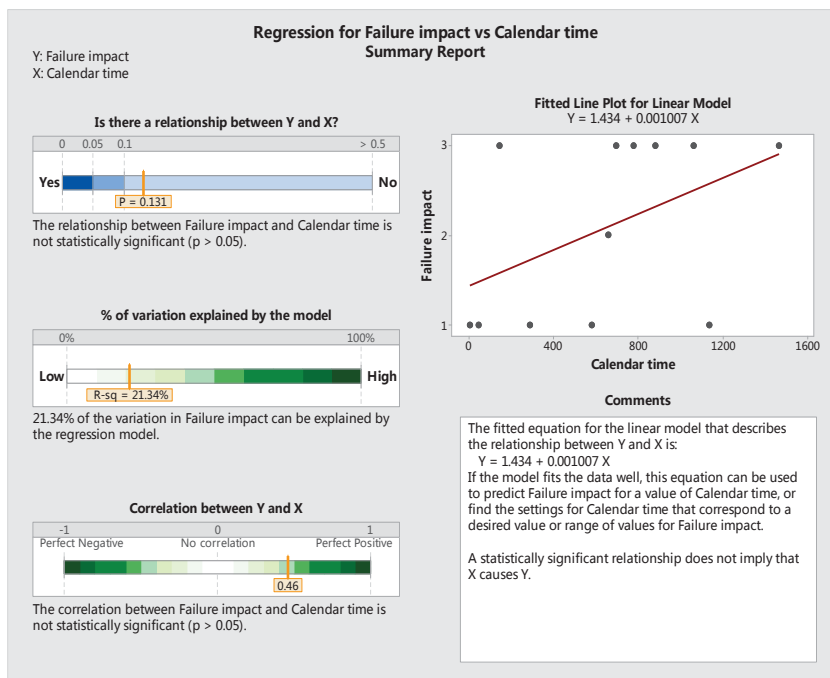 Regression for Failure impact vs Calendar time
Summary Report
Y: Failure impact
X: Calendar time
Is there a relationship between Y and X?
0 0.05 0.1 > 0.5
Yes No
P = 0.131
The relationship between Failure impact and Calendar time is
not statistically significant (p > 0.05).
% of variation explained by the model
0% 100%
Low High
R-sq = 21.34%
21.34% of the variation in Failure impact can be explained by
the regression model.
Correlation between Y and X
-1 0 1
Perfect Negative No correlation Perfect Positive
0.46
The correlation between Failure impact and Calendar time is
not statistically significant (p > 0.05).
Fitted Line Plot for Linear Model
Y = 1.434 + 0.001007 X
3
2
1
Failure impact
0 400 800 1200 1600
Calendar time
Comments
The fitted equation for the linear model that describes
the relationship between Y and X is:
Y = 1.434 + 0.001007 X
If the model fits the data well, this equation can be used
to predict Failure impact for a value of Calendar time, or
find the settings for Calendar time that correspond to a
desired value or range of values for Failure impact.
A statistically significant relationship does not imply that
X causes Y.